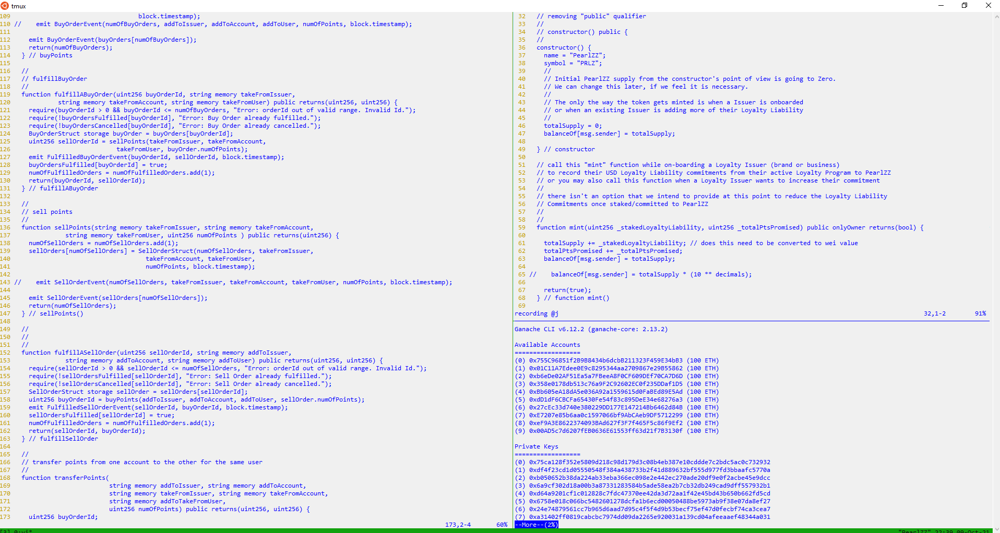 tmux
109                                   block.timestamp);
110 //    emit BuyOrderEvent(numOfBuyOrders, addToIssuer, addToAccount, addToUser, numOfPoints, block.timestamp);
111
112     emit BuyOrderEvent(buyOrders[numOfBuyOrders]);
113     return(numOfBuyOrders);
114   } // buyPoints
115
116   //
117   // fulfillBuyOrder
118   //
119   function fulfillABuyOrder(uint256 buyOrderId, string memory takeFromIssuer,
120             string memory takeFromAccount, string memory takeFromUser) public returns(uint256, uint256) {
121     require(buyOrderId > 0 && buyOrderId <= numOfBuyOrders, "Error: orderId out of valid range. Invalid Id.");
122     require(!buyOrdersFulfilled[buyOrderId], "Error: Buy Order already fulfilled.");
123     require(!buyOrdersCancelled[buyOrderId], "Error: Buy Order already cancelled.");
124     BuyOrderStruct storage buyOrder = buyOrders[buyOrderId];
125     uint256 sellOrderId = sellPoints(takeFromIssuer, takeFromAccount,
126                             takeFromUser, buyOrder.numOfPoints);
127     emit FulfilledBuyOrderEvent(buyOrderId, sellOrderId, block.timestamp);
128     buyOrdersFulfilled[buyOrderId] = true;
129     numOfFulfilledOrders = numOfFulfilledOrders.add(1);
130     return(buyOrderId, sellOrderId);
131   } // fulfillABuyOrder
132
133   //
134   // sell points
135   //
136   function sellPoints(string memory takeFromIssuer, string memory takeFromAccount,
137               string memory takeFromUser, uint256 numOfPoints ) public returns(uint256) {
138     numOfSellOrders = numOfSellOrders.add(1);
139     sellOrders[numOfSellOrders] = SellOrderStruct(numOfSellOrders, takeFromIssuer,
140                                     takeFromAccount, takeFromUser,
141                                     numOfPoints, block.timestamp);
142
143 //    emit SellOrderEvent(numOfSellOrders, takeFromIssuer, takeFromAccount, takeFromUser, numOfPoints, block.timestamp);
144
145     emit SellOrderEvent(sellOrders[numOfSellOrders]);
146     return(numOfSellOrders);
147   } // sellPoints()
148
149   //
150   //
151   //
152   function fulfillASellOrder(uint256 sellOrderId, string memory addToIssuer,
153               string memory addToAccount, string memory addToUser) public returns(uint256, uint256) {
154     require(sellOrderId > 0 && sellOrderId <= numOfSellOrders, "Error: orderId out of valid range. Invalid Id.");
155     require(!sellOrdersFulfilled[sellOrderId], "Error: Sell Order already fulfilled.");
156     require(!sellOrdersCancelled[sellOrderId], "Error: Sell Order already cancelled.");
157     SellOrderStruct storage sellOrder = sellOrders[sellOrderId];
158     uint256 buyOrderId = buyPoints(addToIssuer, addToAccount, addToUser, sellOrder.numOfPoints);
159     emit FulfilledSellOrderEvent(sellOrderId, buyOrderId, block.timestamp);
160     sellOrdersFulfilled[sellOrderId] = true;
161     numOfFulfilledOrders = numOfFulfilledOrders.add(1);
162     return(sellOrderId, buyOrderId);
163   } // fulfillSellOrder
164
165   //
166   // transfer points from one account to the other for the same user
167   //
168   function transferPoints(
169                           string memory addToIssuer, string memory addToAccount,
170                           string memory takeFromIssuer, string memory takeFromAccount,
171                           string memory addToTakeFromUser,
172                           uint256 numOfPoints) public returns(uint256, uint256) {
173     uint256 buyOrderId;
173,2-4       60%
32   // removing "public" qualifier
33   //
34   // constructor() public {
35   //
36   constructor() {
37     name = "PearlZZ";
38     symbol = "PRLZ";
39     //
40     // Initial PearlZZ supply from the constructor's point of view is going to Zero.
41     // We can change this later, if we feel it is necessary.
42     //
43     // The only the way the token gets minted is when a Issuer is onboarded
44     // or when an existing Issuer is adding more of their Loyalty Liability
45     //
46     totalSupply = 0;
47     balanceOf[msg.sender] = totalSupply;
48
49   } // constructor
50
51   // call this "mint" function while on-boarding a Loyalty Issuer (brand or business)
52   // to record their USD Loyalty Liability commitments from their active Loyalty Program to PearlZZ
53   // or you may also call this function when a Loyalty Issuer wants to increase their commitment
54   //
55   // there isn't an option that we intend to provide at this point to reduce the Loyalty Liability
56   // Commitments once staked/committed to PearlZZ
57   //
58   //
59   function mint(uint256 _stakedLoyaltyLiability, uint256 _totalPtsPromised) public onlyOwner returns(bool) {
60
61     totalSupply += _stakedLoyaltyLiability; // does this need to be converted to wei value
62     totalPtsPromised += _totalPtsPromised;
63     balanceOf[msg.sender] = totalSupply;
64
65 //    balanceOf[msg.sender] = totalSupply * (10 ** decimals);
66
67     return(true);
68   } // function mint()
69
recording @j          32,1-2        91%
Ganache CLI v6.12.2 (ganache-core: 2.13.2)
Available Accounts
==================
(0) 0x755C96851f2B9B8434b6dcbB211323F459E34bB3 (100 ETH)
(1) 0x01C11A7Edee0E9c8295344aa2709867e29B55862 (100 ETH)
(2) 0xb6eDe02AF51Ea5a7FBeeA8F0CF609DEf70CA7D6D (100 ETH)
(3) 0x358e0178db513c76a9F2C92602EC0f235DDaf1D5 (100 ETH)
(4) 0xBb605eA18dA5e036A92a1559615d0FaBEd89E5Ad (100 ETH)
(5) 0xdD1dF6CBCFa65430Fe54f83c895DeE34e68276a3 (100 ETH)
(6) 0x27cEc33d740e380229DD177E147214Bb6462d84B (100 ETH)
(7) 0xE7207e85b6aa0c1597066bf9AbCAeb9DF5712299 (100 ETH)
(8) 0xeF9A3E8622374093BAd627f3F7f465F5c86f9Ef2 (100 ETH)
(9) 0x00AD5c7d6207fEB0636E61553ff63d21f7B3130f (100 ETH)
Private Keys
==================
(0) 0x75ca128f352e5809d218c98d179d3c08b4eb387e10cddde7c2bdc5ac0c732932
(1) 0xdf4f23cd1d05550548f384a438733b2f41d889632bf555d977fd3bbaafc5770a
(2) 0xb050652b38da224ab33eba366ec098e2e442ec270ade20df9e0f2acbe45e9dcc
(3) 0x6a9cf302d18a00b3a87331283584b5ade58ea2b7cb32db249cad9dff557932b1
(4) 0xd64a9201cf1c012828c7fdc47370ee42da3d72aa1f42e45bd43b650b662fd5cd
(5) 0x6758e018c066bc5482601278dcfa1b6ecd00050488be5973ab9f38e07da8ef27
(6) 0x24e74879561cc7b965d6aad7d95c4f5f4d9b53becf75ef47d0fecbf74ca3cea7
(7) 0xa31402ff0819cabcbc7974dd09da2265e920031a139cd04afeeaaef48344a031
--More--(2%)
[3] 0:vi*          "PearlZZ" 22:39 09-Oct-21